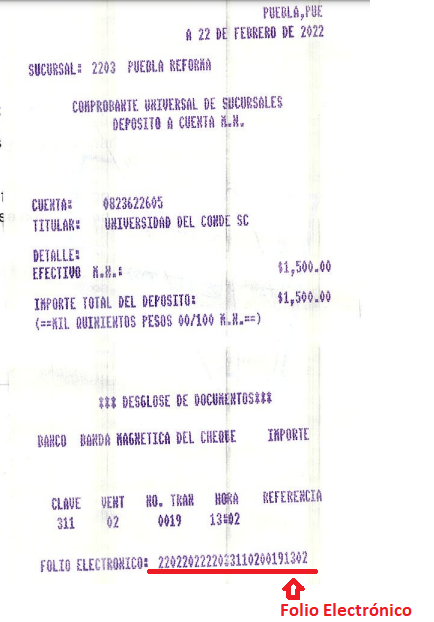 PUEBLA,PUE
A 22 DE FEBRERO DE 2022
SUCURSAL: 2203 PUEBLA REFORMA
COMPROBANTE UNIVERSAL DE SUCURSALES
DEPOSITO A CUENTA M.N.
CUENTA: 0823622605
TITULAR: UNIVERSIDAD DEL CONDE SC
DETALLE:
EFECTIVO M.N.: $1,500.00
IMPORTE TOTAL DEL DEPOSITO: $1,500.00
(==MIL QUINIENTOS PESOS 00/100 M.N.==)
*** DESGLOSE DE DOCUMENTOS***
BANCO BANDA MAGNETICA DEL CHEQUE IMPORTE
CLAVE VENT NO. TRAN HORA REFERENCIA
311 02 0019 13:02
FOLIO ELECTRONICO: 2202202222033110200191302
Folio Electrónico